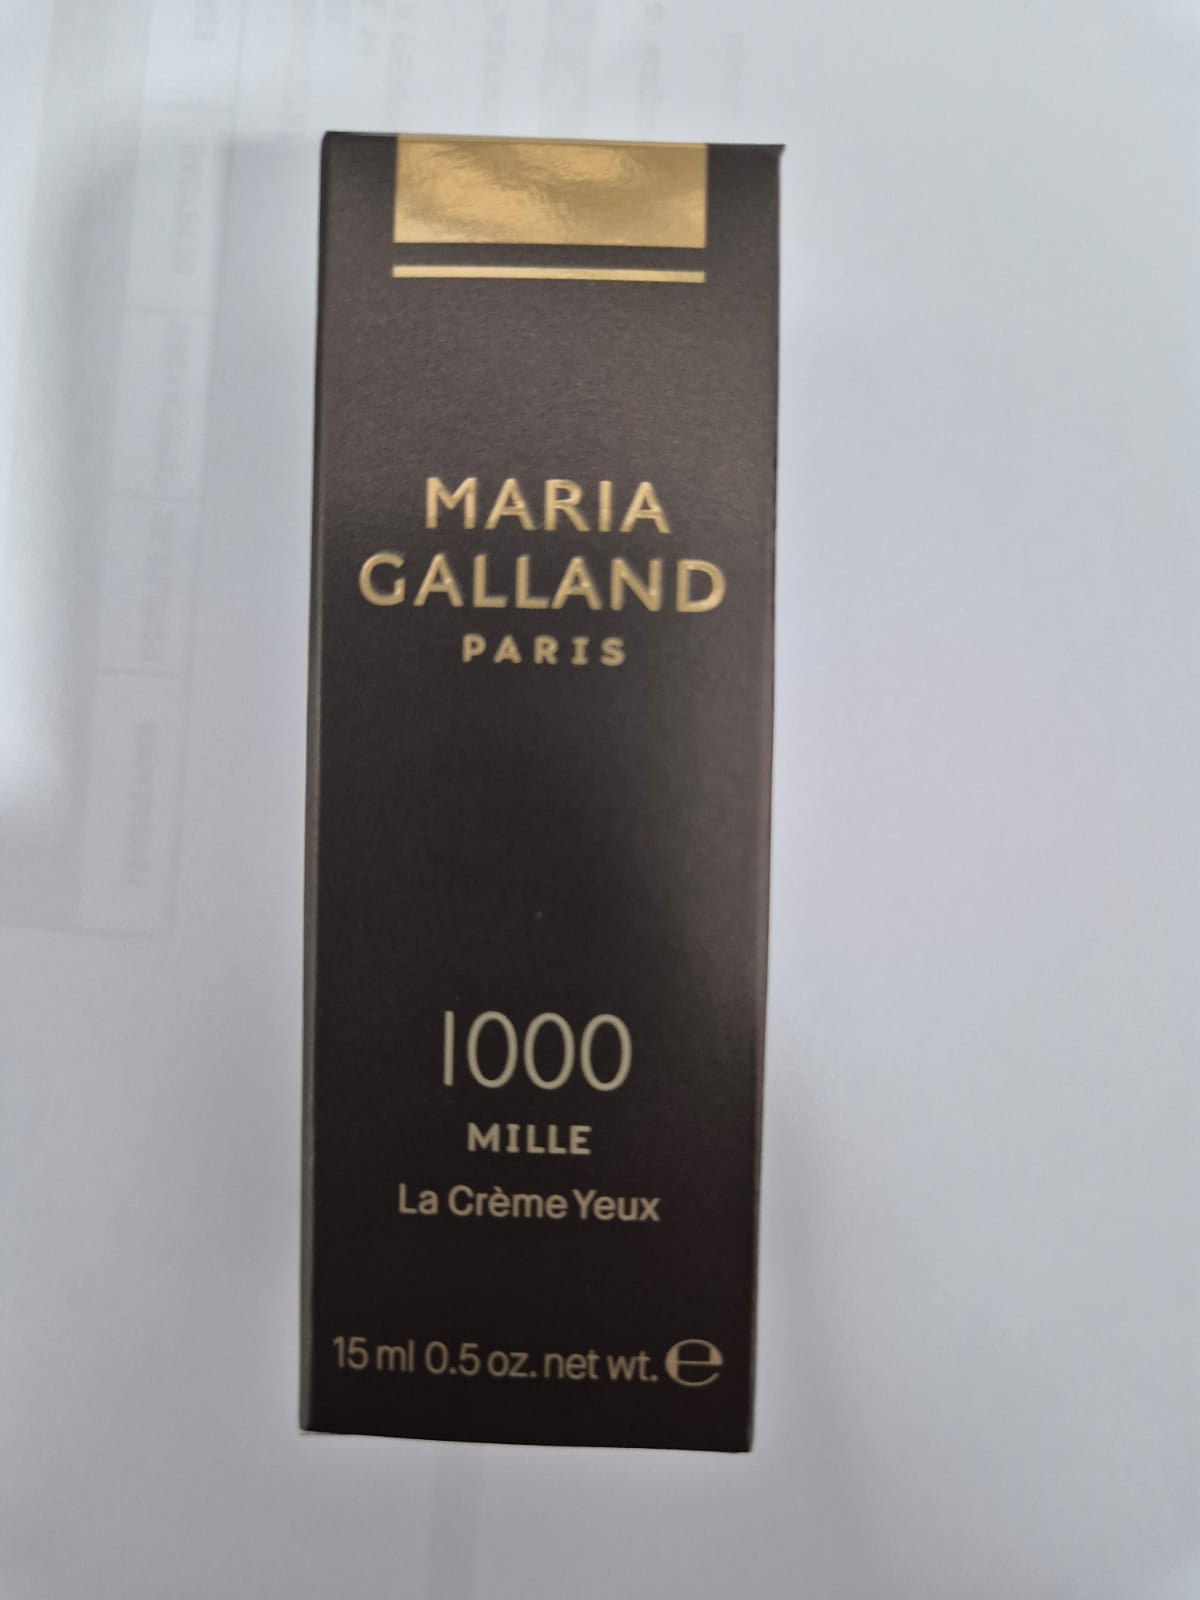 MARIA
GALLAND
PARIS
1000
MILLE
La Crème Yeux
15 ml 0.5 oz. net wt. ℮